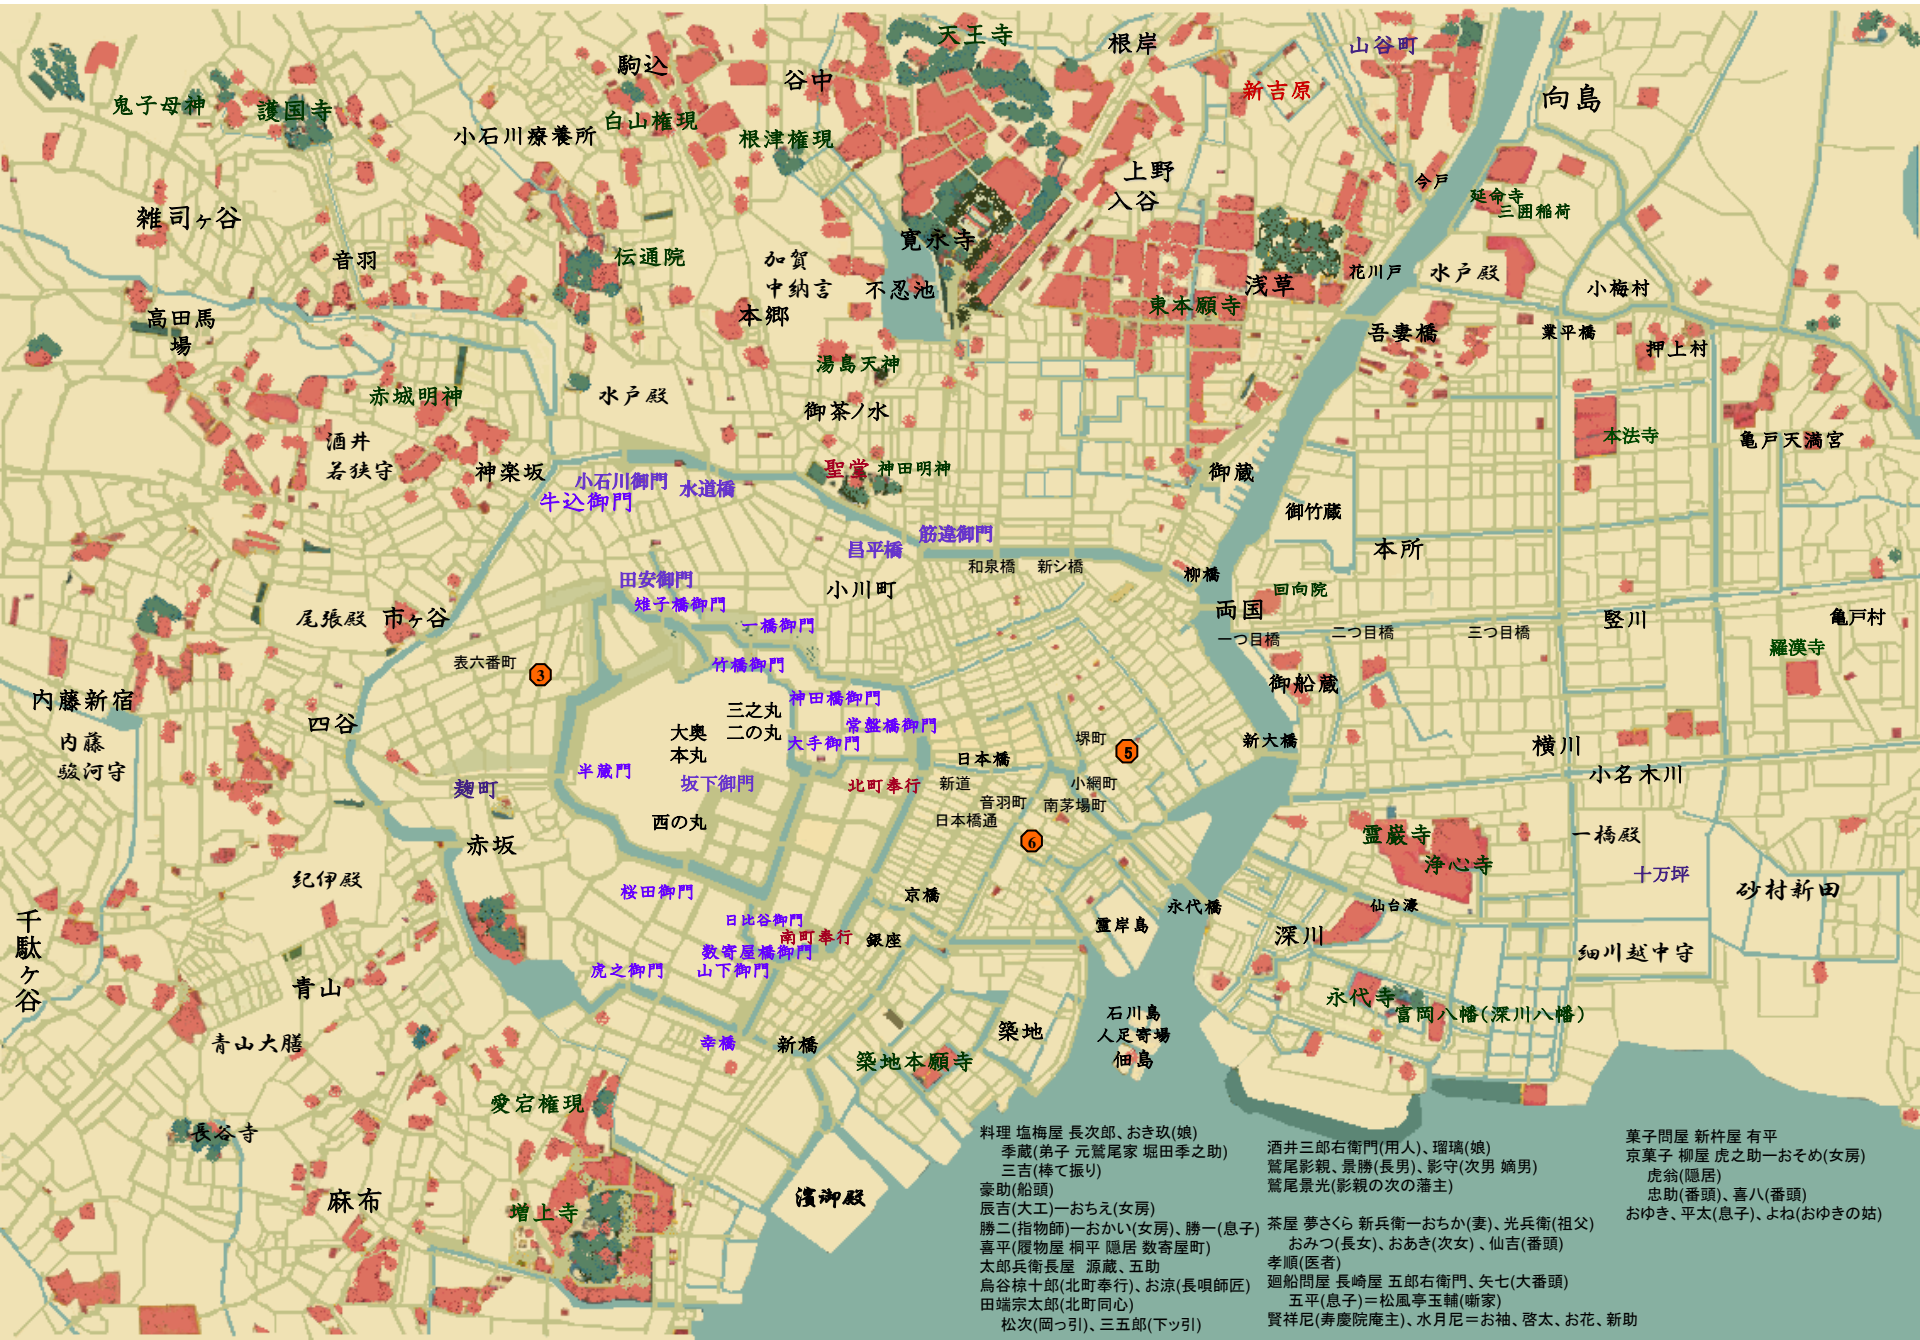 天王寺
根岸
山谷町
駒込
谷中
新吉原
向島
鬼子母神
護国寺
小石川療養所
白山権現
根津権現
上野
入谷
今戸
延命寺
三囲稲荷
雑司ヶ谷
音羽
伝通院
加賀
中納言
本郷
寛永寺
不忍池
浅草
東本願寺
花川戸
水戸殿
小梅村
高田馬
場
吾妻橋
業平橋
押上村
湯島天神
赤城明神
水戸殿
御茶ノ水
酒井
若狭守
神楽坂
小石川御門
牛込御門
水道橋
聖堂
神田明神
御蔵
本法寺
亀戸天満宮
御竹蔵
本所
昌平橋
筋違御門
和泉橋
新シ橋
柳橋
田安御門
雉子橋御門
小川町
一橋御門
竹橋御門
回向院
両国
一つ目橋
二つ目橋
三つ目橋
竪川
亀戸村
羅漢寺
尾張殿
市ヶ谷
表六番町
3
内藤新宿
内藤
駿河守
四谷
神田橋御門
三之丸
二の丸
大奥
本丸
常盤橋御門
大手御門
御船蔵
新大橋
横川
小名木川
堺町
5
日本橋
半蔵門
坂下御門
北町奉行
新道
小網町
音羽町
南茅場町
日本橋通
6
麹町
西の丸
赤坂
霊巌寺
浄心寺
一橋殿
十万坪
砂村新田
紀伊殿
桜田御門
京橋
永代橋
霊岸島
仙台濠
深川
細川越中守
千駄ヶ谷
日比谷御門
南町奉行
銀座
数寄屋橋御門
虎之御門
山下御門
青山
永代寺
富岡八幡(深川八幡)
石川島
人足寄場
佃島
築地
青山大膳
幸橋
新橋
築地本願寺
愛宕権現
長谷寺
麻布
増上寺
濱御殿
料理 塩梅屋 長次郎、おき玖(娘)
季蔵(弟子 元鷲尾家 堀田季之助)
三吉(棒て振り)
豪助(船頭)
辰吉(大工)ーおちえ(女房)
勝二(指物師)ーおかい(女房)、勝一(息子)
喜平(履物屋 桐平 隠居 数寄屋町)
太郎兵衛長屋 源蔵、五助
烏谷椋十郎(北町奉行)、お涼(長唄師匠)
田端宗太郎(北町同心)
松次(岡っ引)、三五郎(下ッ引)
酒井三郎右衛門(用人)、瑠璃(娘)
鷲尾影親、景勝(長男)、影守(次男 嫡男)
鷲尾景光(影親の次の藩主)
茶屋 夢さくら 新兵衛ーおちか(妻)、光兵衛(祖父)
おみつ(長女)、おあき(次女) 、仙吉(番頭)
孝順(医者)
廻船問屋 長崎屋 五郎右衛門、矢七(大番頭)
五平(息子)＝松風亭玉輔(噺家)
賢祥尼(寿慶院庵主)、水月尼＝お袖、啓太、お花、新助
菓子問屋 新杵屋 有平
京菓子 柳屋 虎之助ーおそめ(女房)
虎翁(隠居)
忠助(番頭)、喜八(番頭)
おゆき、平太(息子)、よね(おゆきの姑)